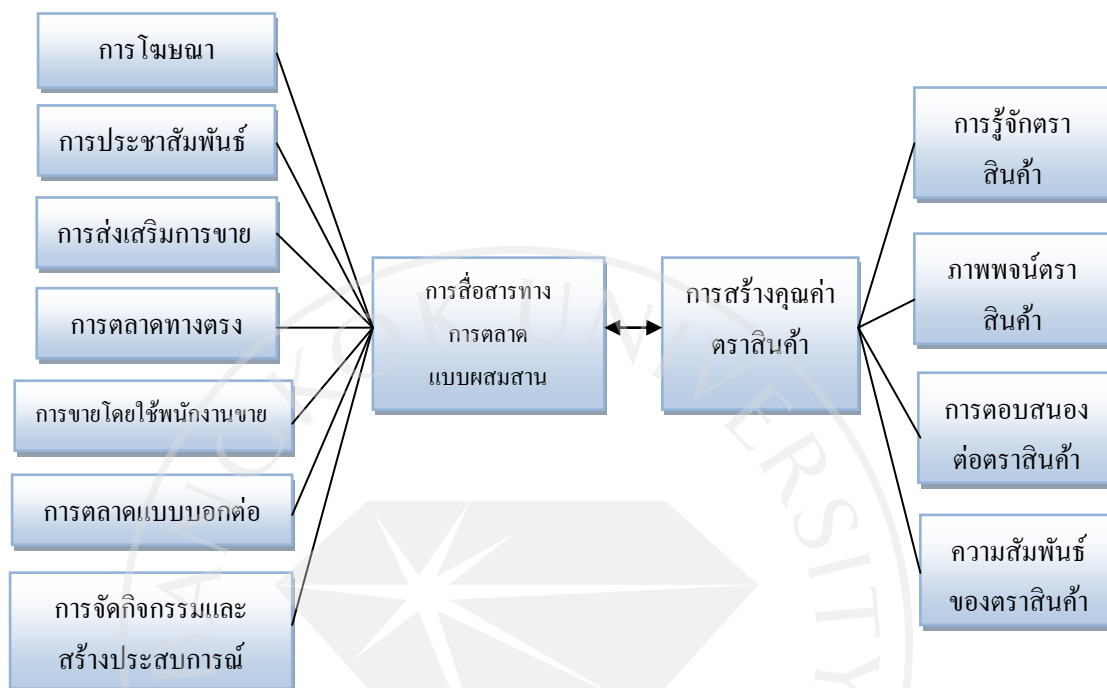 การโฆษณา
การประชาสัมพันธ์
การส่งเสริมการขาย
การตลาดทางตรง
การขายโดยใช้พนักงานขาย
การตลาดแบบบอกต่อ
การจัดกิจกรรมและ
สร้างประสบการณ์
การสื่อสารทาง
การตลาด
แบบผสมสาน
การสร้างคุณค่า
ตราสินค้า
การรู้จักตรา
สินค้า
ภาพพจน์ตรา
สินค้า
การตอบสนอง
ต่อตราสินค้า
ความสัมพันธ์
ของตราสินค้า
BANGKOK UNIVERSITY